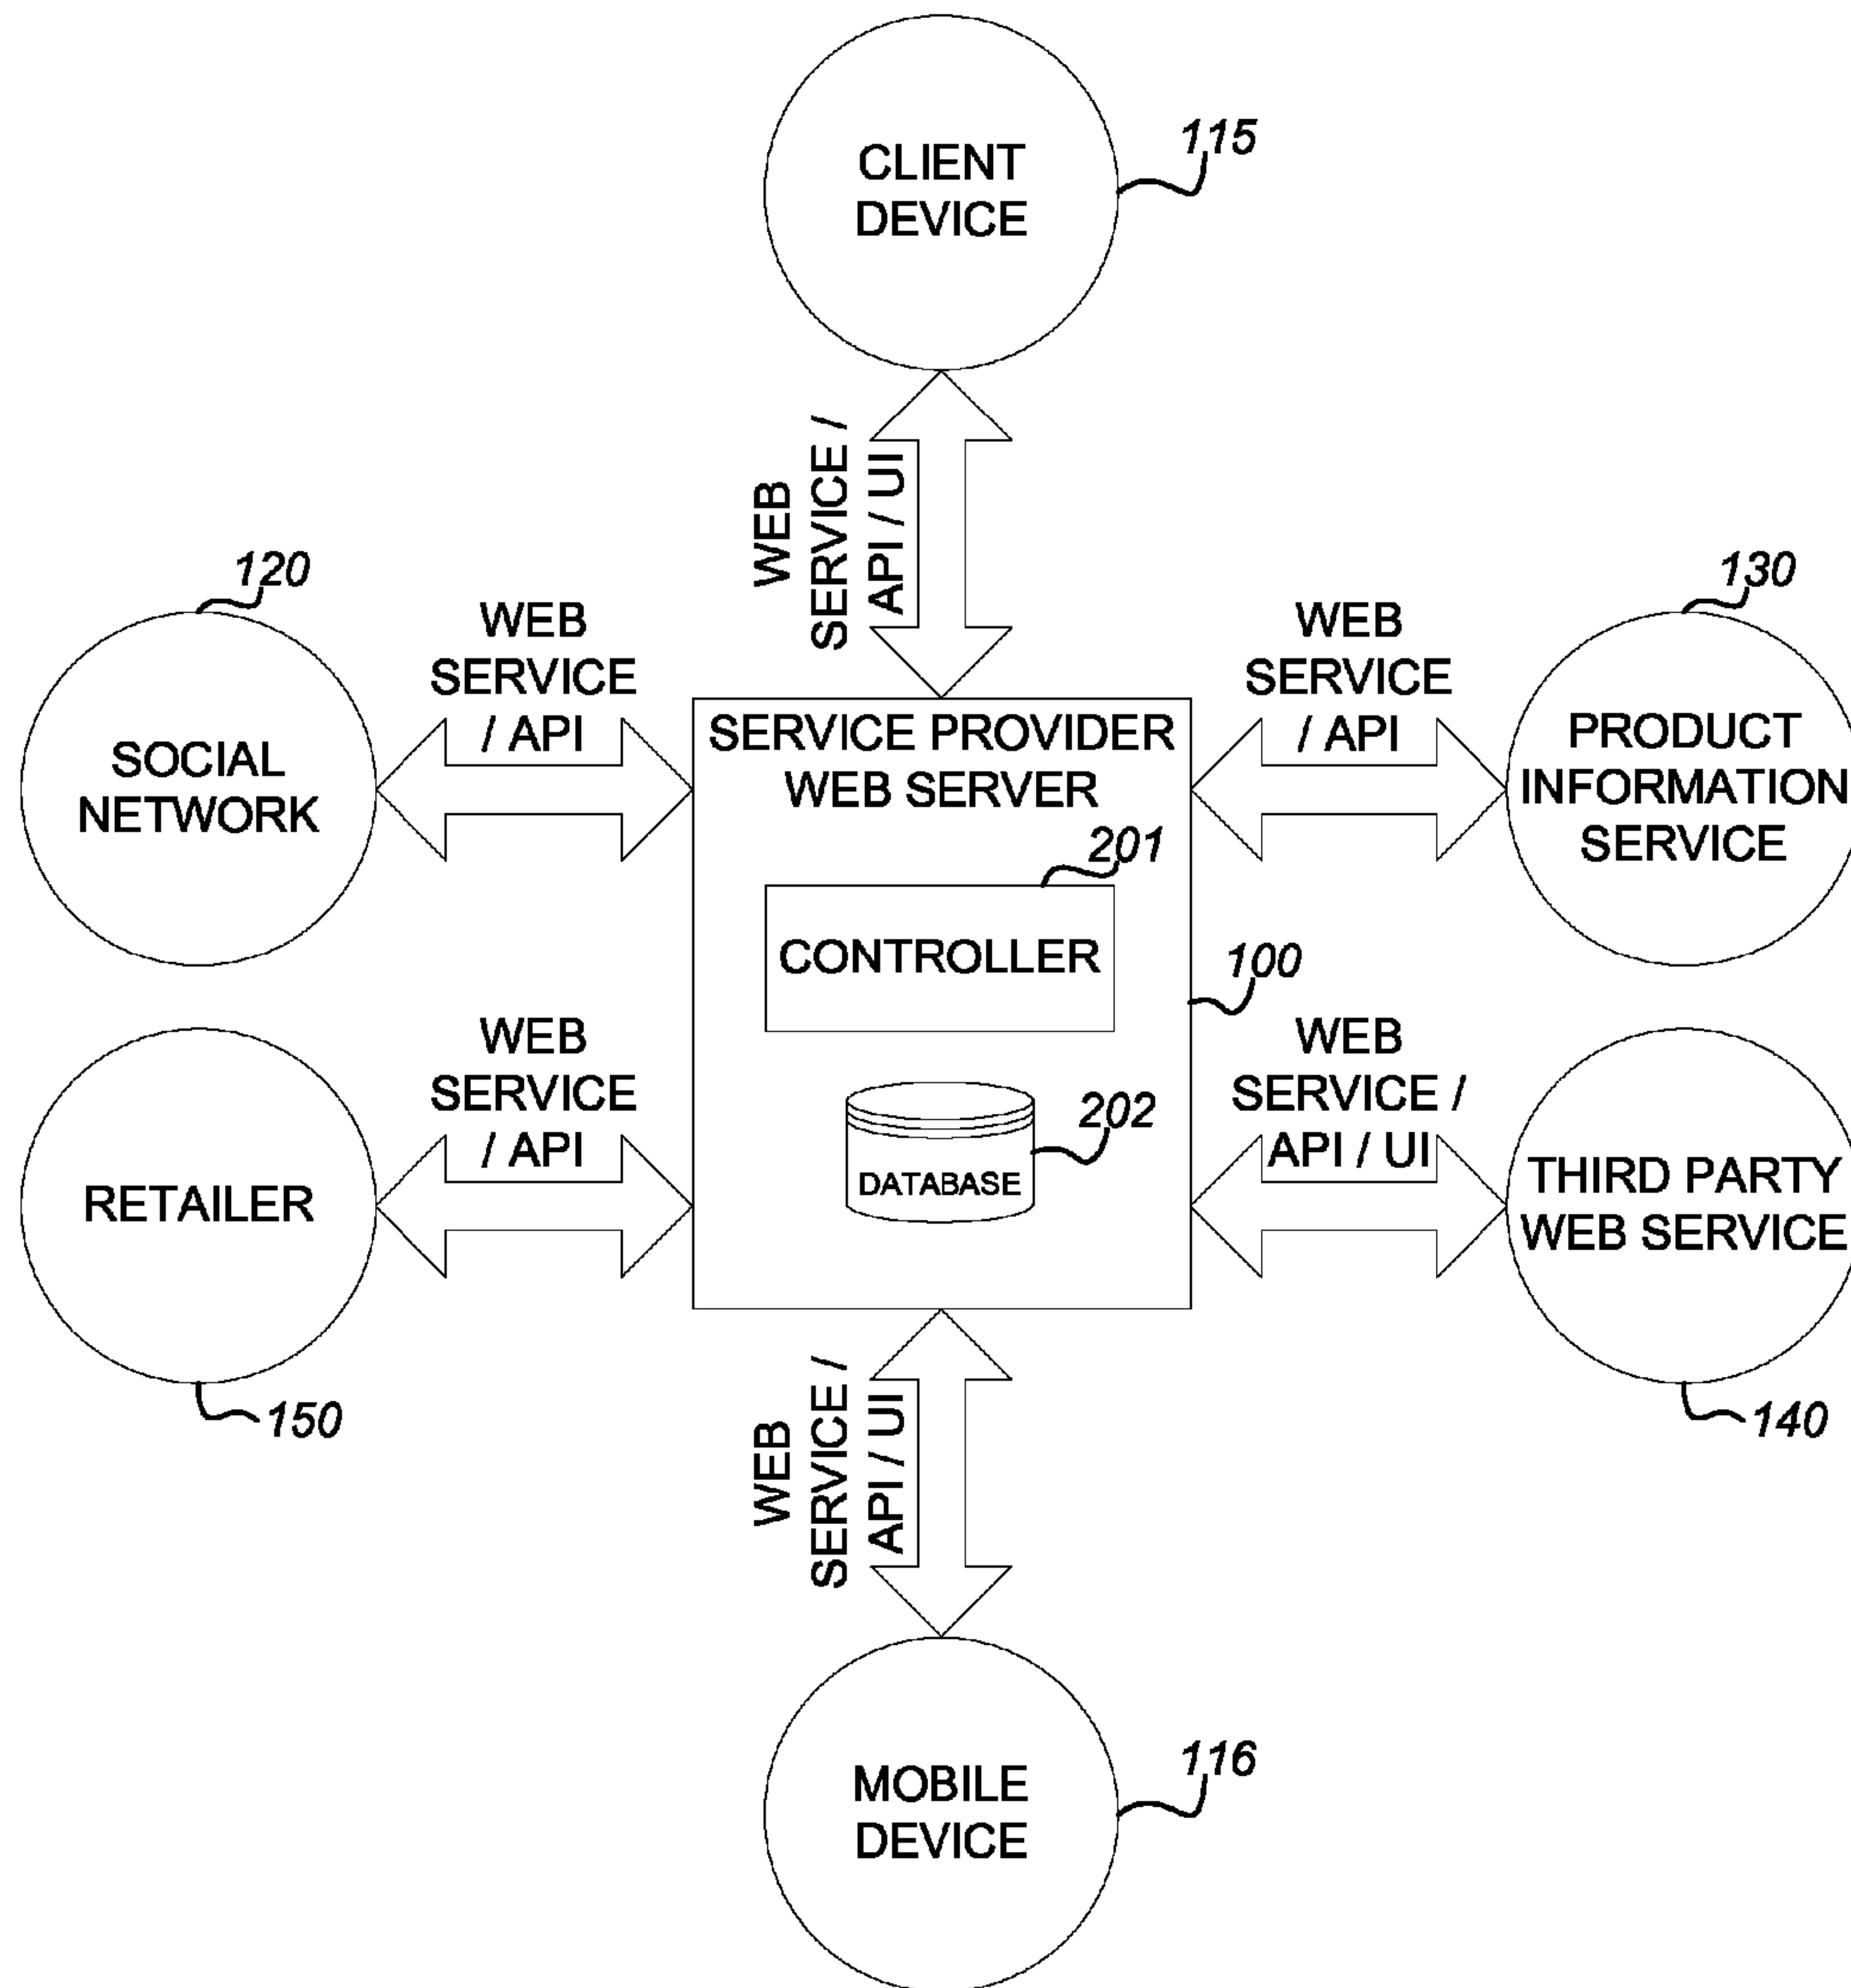 CLIENT
DEVICE
115
WEB
SERVICE /
API / UI
120
WEB
SERVICE
/ API
SOCIAL
NETWORK
SERVICE PROVIDER
WEB SERVER
201
CONTROLLER
100
202
DATABASE
WEB
SERVICE
/ API
130
PRODUCT
INFORMATION
SERVICE
WEB
SERVICE
/ API
RETAILER
150
WEB
SERVICE /
API / UI
THIRD PARTY
WEB SERVICE
140
WEB
SERVICE /
API / UI
MOBILE
DEVICE
116